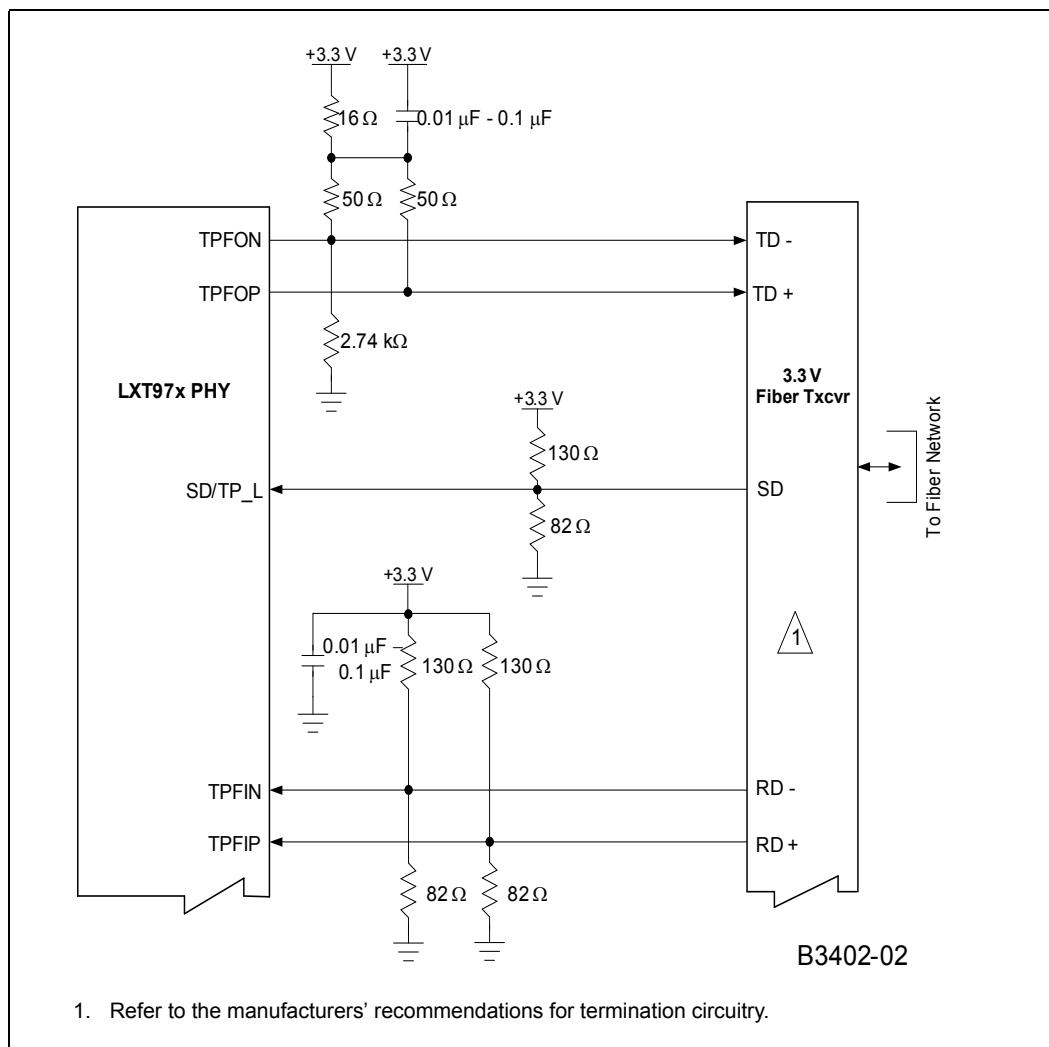 +3.3 V +3.3 V
16 Ω 0.01 μF - 0.1 μF
50 Ω 50 Ω
TPFON TD -
TPFOP TD +
2.74 kΩ
LXT97x PHY
3.3 V
Fiber Txcvr
To Fiber Network
+3.3 V
130 Ω
SD/TP_L SD
82 Ω
+3.3 V
0.01 μF –
0.1 μF
130 Ω 130 Ω
1
TPFIN RD -
TPFIP RD +
82 Ω 82 Ω
B3402-02
1. Refer to the manufacturers’ recommendations for termination circuitry.